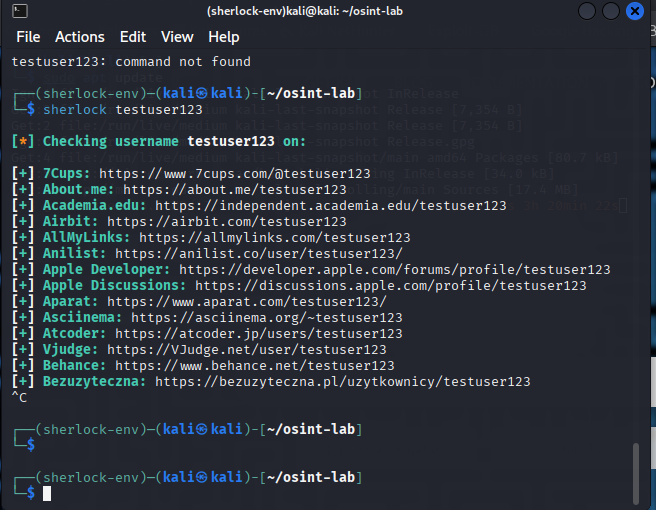 (sherlock-env)kali@kali: ~/osint-lab
File Actions Edit View Help
testuser123: command not found
┌──(sherlock-env)─(kali㉿kali)-[~/osint-lab]
└─$ sherlock testuser123
[*] Checking username testuser123 on:
[+] 7Cups: https://www.7cups.com/@testuser123
[+] About.me: https://about.me/testuser123
[+] Academia.edu: https://independent.academia.edu/testuser123
[+] Airbit: https://airbit.com/testuser123
[+] AllMyLinks: https://allmylinks.com/testuser123
[+] Anilist: https://anilist.co/user/testuser123/
[+] Apple Developer: https://developer.apple.com/forums/profile/testuser123
[+] Apple Discussions: https://discussions.apple.com/profile/testuser123
[+] Aparat: https://www.aparat.com/testuser123/
[+] Asciinema: https://asciinema.org/~testuser123
[+] Atcoder: https://atcoder.jp/users/testuser123
[+] Vjudge: https://VJudge.net/user/testuser123
[+] Behance: https://www.behance.net/testuser123
[+] Bezuzyteczna: https://bezuzyteczna.pl/uzytkownicy/testuser123
^C
┌──(sherlock-env)─(kali㉿kali)-[~/osint-lab]
└─$
┌──(sherlock-env)─(kali㉿kali)-[~/osint-lab]
└─$